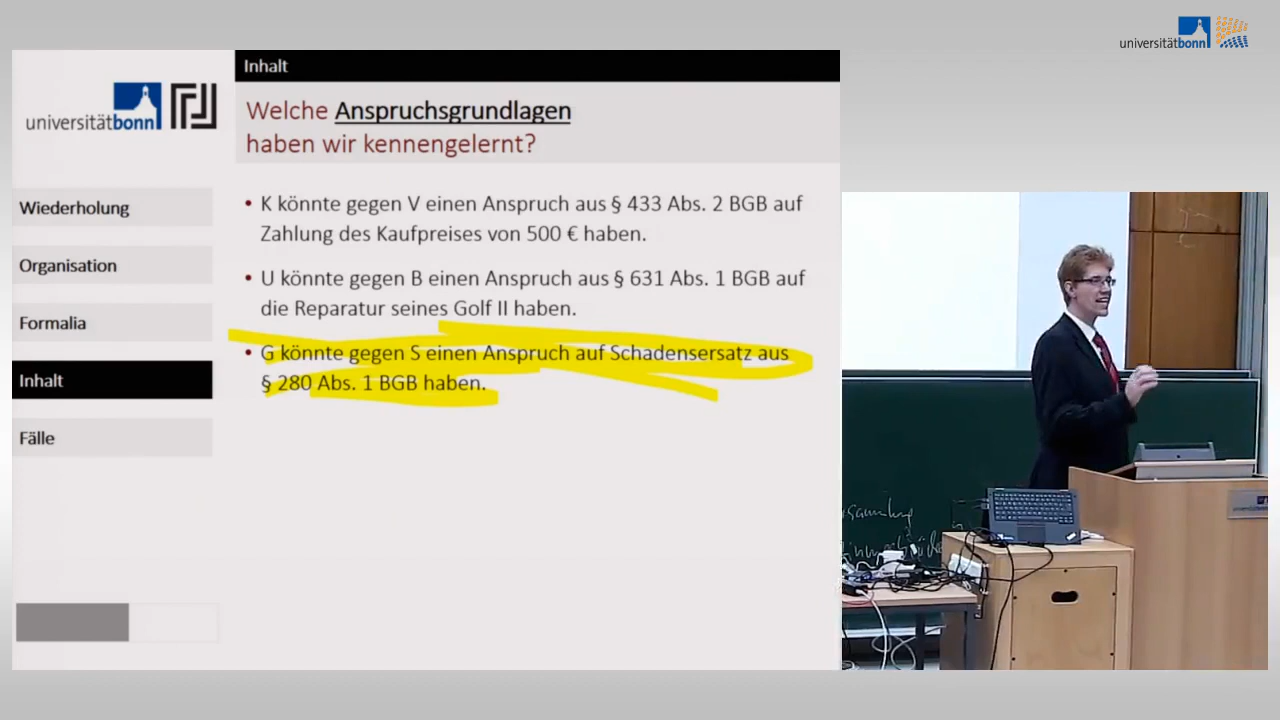 universitätbonn
Inhalt
universitätbonn
Welche Anspruchsgrundlagen
haben wir kennengelernt?
Wiederholung
Organisation
Formalia
Inhalt
Fälle
• K könnte gegen V einen Anspruch aus § 433 Abs. 2 BGB auf
Zahlung des Kaufpreises von 500 € haben.
• U könnte gegen B einen Anspruch aus § 631 Abs. 1 BGB auf
die Reparatur seines Golf II haben.
• G könnte gegen S einen Anspruch auf Schadensersatz aus
§ 280 Abs. 1 BGB haben.